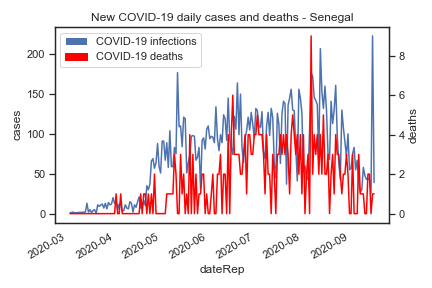 New COVID-19 daily cases and deaths - Senegal
COVID-19 infections
COVID-19 deaths
200
150
100
50
0
cases
8
6
4
2
0
deaths
2020-03
2020-04
2020-05
2020-06
2020-07
2020-08
2020-09
dateRep